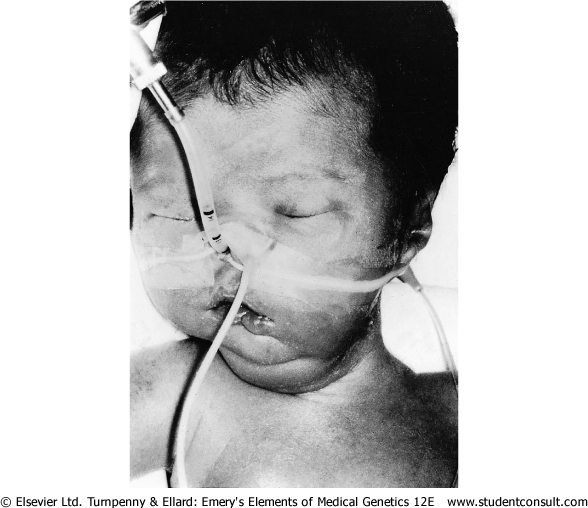 © Elsevier Ltd. Turnpenny & Ellard: Emery's Elements of Medical Genetics 12E www.studentconsult.com